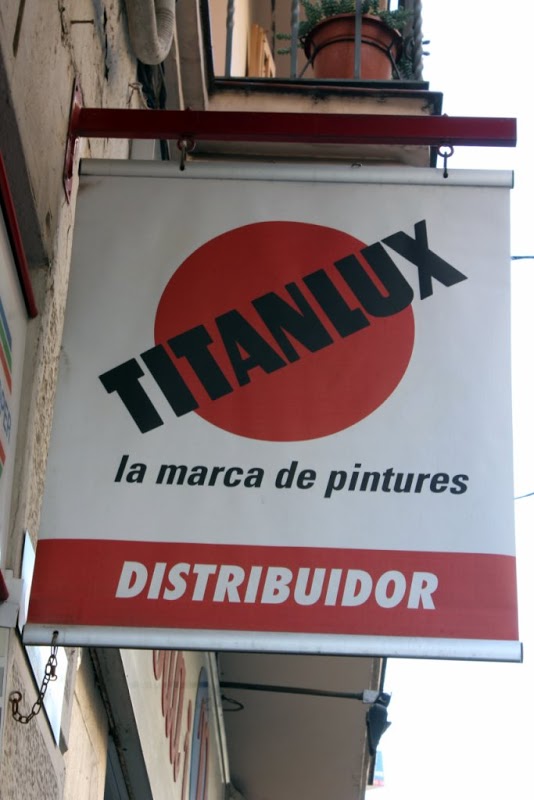 TITANLUX
la marca de pintures
DISTRIBUIDOR